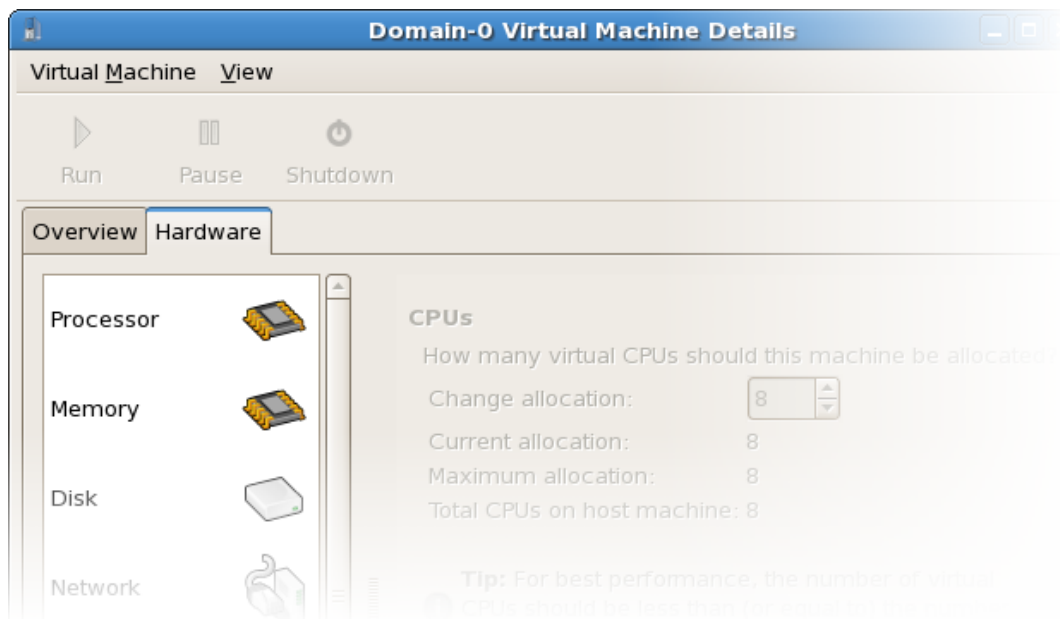 Domain-0 Virtual Machine Details
Virtual Machine View
Run Pause Shutdown
Overview Hardware
Processor
Memory
Disk
Network
CPUs
How many virtual CPUs should this machine be allocated?
Change allocation: 8
Current allocation: 8
Maximum allocation: 8
Total CPUs on host machine: 8
Tip: For best performance, the number of virtual
CPUs should be less than (or equal to) the